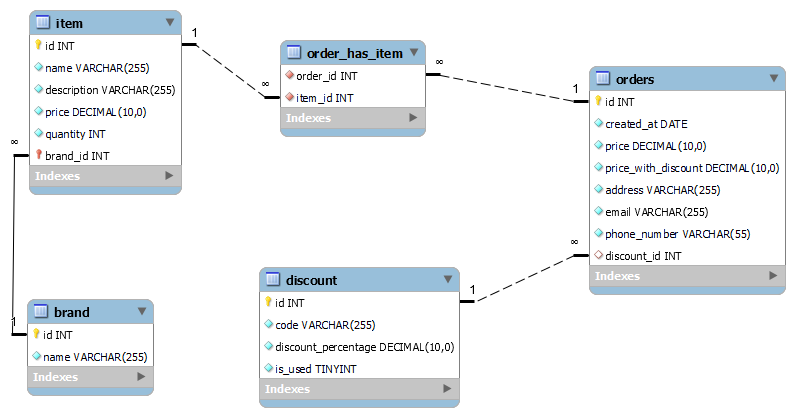 item
id INT
name VARCHAR(255)
description VARCHAR(255)
price DECIMAL(10,0)
quantity INT
brand_id INT
Indexes
1
∞
order_has_item
order_id INT
item_id INT
Indexes
∞
∞
1
orders
id INT
created_at DATE
price DECIMAL(10,0)
price_with_discount DECIMAL(10,0)
address VARCHAR(255)
email VARCHAR(255)
phone_number VARCHAR(55)
discount_id INT
Indexes
∞
1
discount
id INT
code VARCHAR(255)
discount_percentage DECIMAL(10,0)
is_used TINYINT
Indexes
1
brand
id INT
name VARCHAR(255)
Indexes